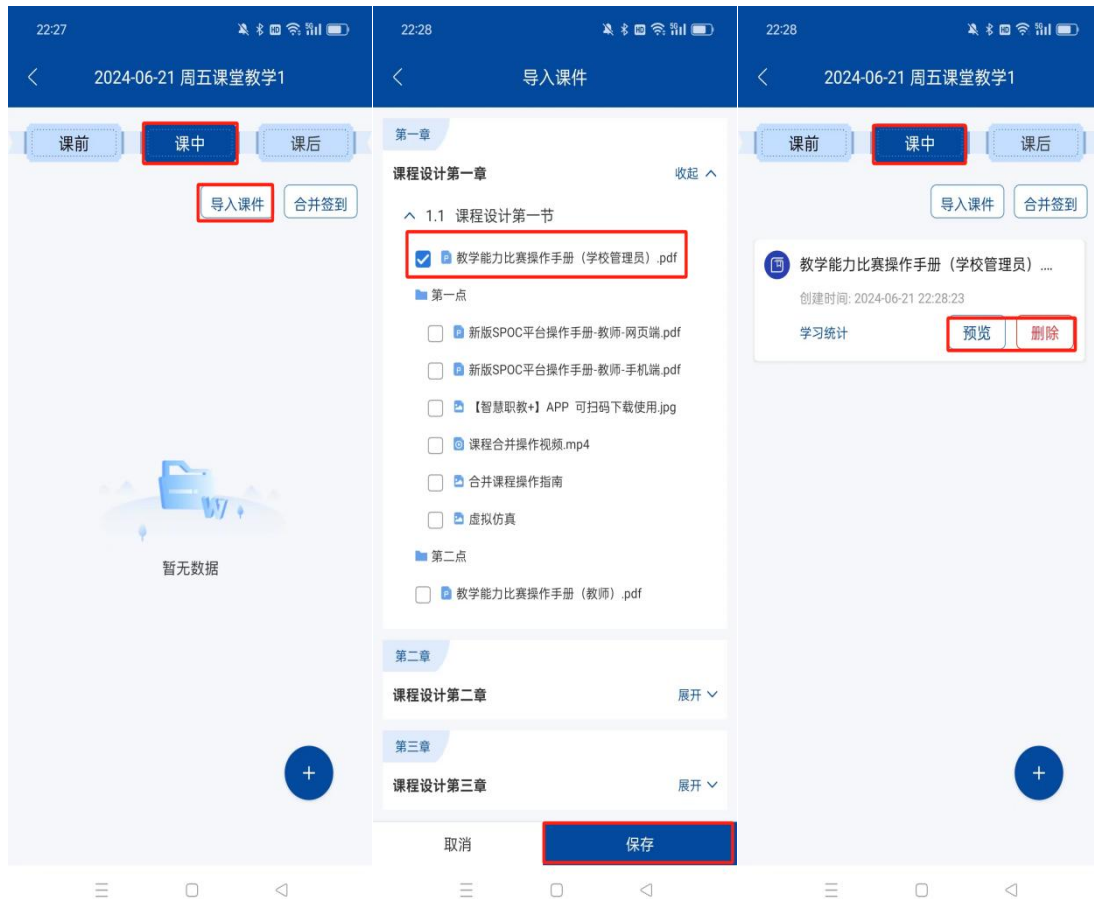 22:27
2024-06-21 周五课堂教学1
课前
课中
课后
导入课件
合并签到
暂无数据
22:28
导入课件
第一章
课程设计第一章
收起
1.1 课程设计第一节
教学能力比赛操作手册（学校管理员）.pdf
第一点
新版SPOC平台操作手册-教师-网页端.pdf
新版SPOC平台操作手册-教师-手机端.pdf
【智慧职教+】APP 可扫码下载使用.jpg
课程合并操作视频.mp4
合并课程操作指南
虚拟仿真
第二点
教学能力比赛操作手册（教师）.pdf
第二章
课程设计第二章
展开
第三章
课程设计第三章
展开
取消
保存
22:28
2024-06-21 周五课堂教学1
课前
课中
课后
导入课件
合并签到
教学能力比赛操作手册（学校管理员）....
创建时间: 2024-06-21 22:28:23
学习统计
预览
删除